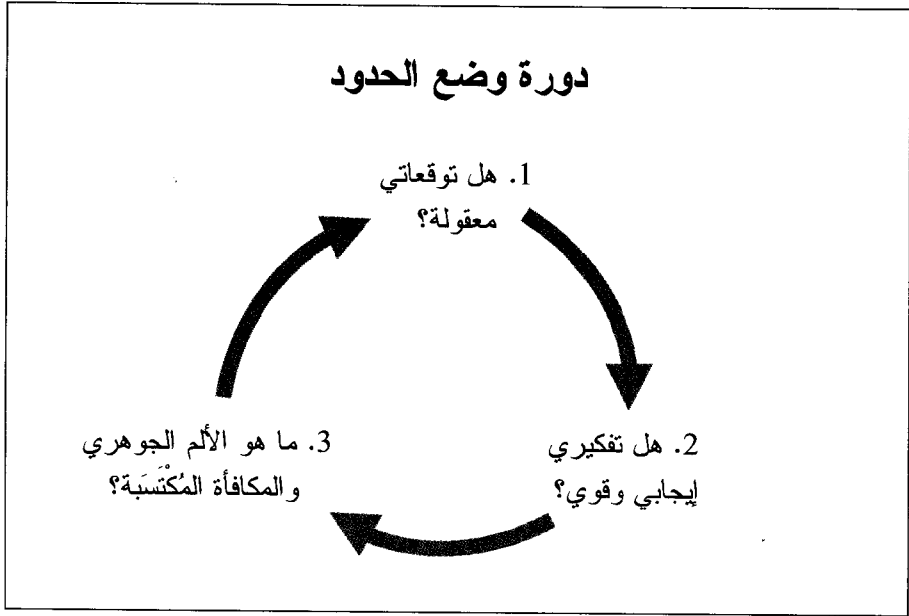 دورة وضع الحدود
1. هل توقعاتي
معقولة؟
2. هل تفكيري
إيجابي وقوي؟
3. ما هو الألم الجوهري
والمكافأة المُكْتَسَبة؟